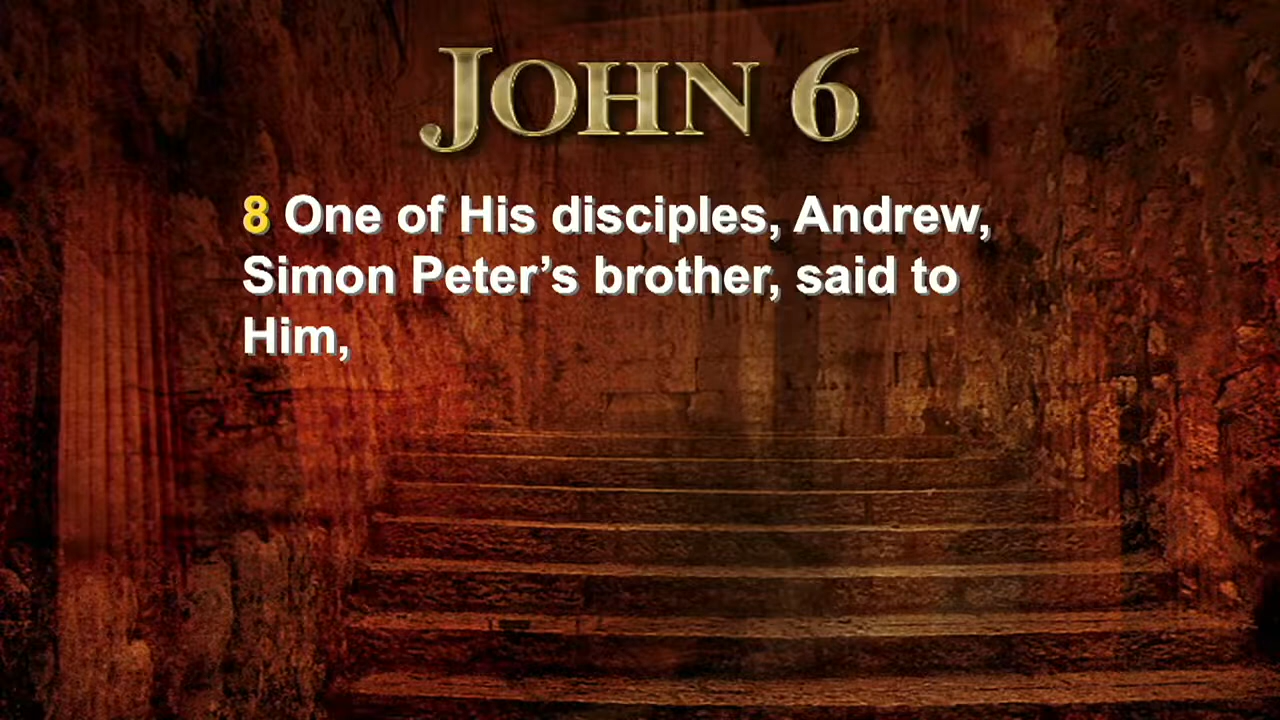 JOHN 6
8 One of His disciples, Andrew,
Simon Peter’s brother, said to
Him,